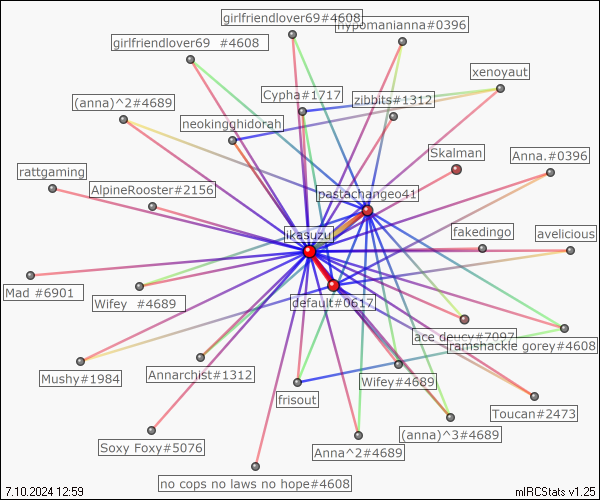 girlfriendlover69#4608
hypomanianna#0396
girlfriendlover69 #4608
xenoyaut
Cypha#1717
zibbits#1312
(anna)^2#4689
neokingghidorah
Skalman
Anna.#0396
rattgaming
AlpineRooster#2156
pastachangeo41
ikasuzu
fakedingo
avelicious
Mad #6901
Wifey #4689
default#0617
ace deucy#7097
ramshackle gorey#4608
Mushy#1984
Annarchist#1312
Wifey#4689
frisout
Toucan#2473
(anna)^3#4689
Soxy Foxy#5076
Anna^2#4689
no cops no laws no hope#4608
7.10.2024 12:59
mIRCStats v1.25